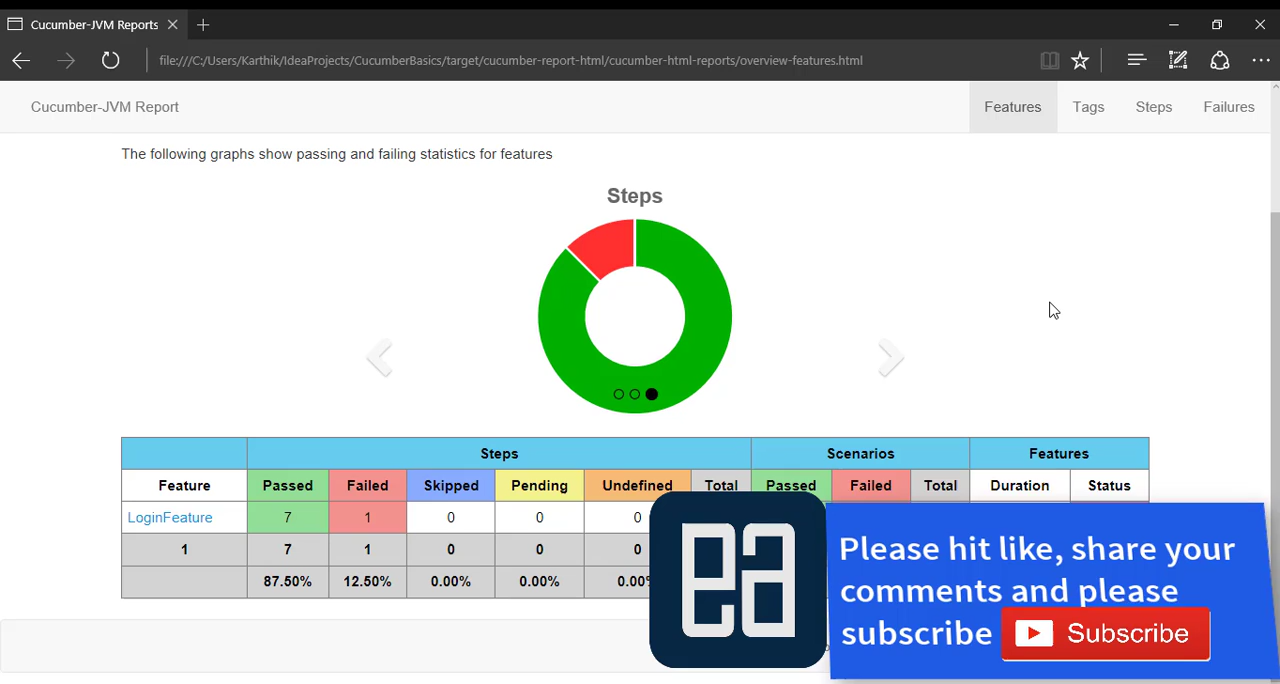 Cucumber-JVM Reports
file:///C:/Users/Karthik/IdeaProjects/CucumberBasics/target/cucumber-report-html/cucumber-html-reports/overview-features.html
Cucumber-JVM Report Features Tags Steps Failures
The following graphs show passing and failing statistics for features
Steps
Steps Scenarios Features
Feature Passed Failed Skipped Pending Undefined Total Passed Failed Total Duration Status
LoginFeature 7 1 0 0 0
1 7 1 0 0 0
87.50% 12.50% 0.00% 0.00% 0.00%
ea
Please hit like, share your
comments and please
subscribe Subscribe